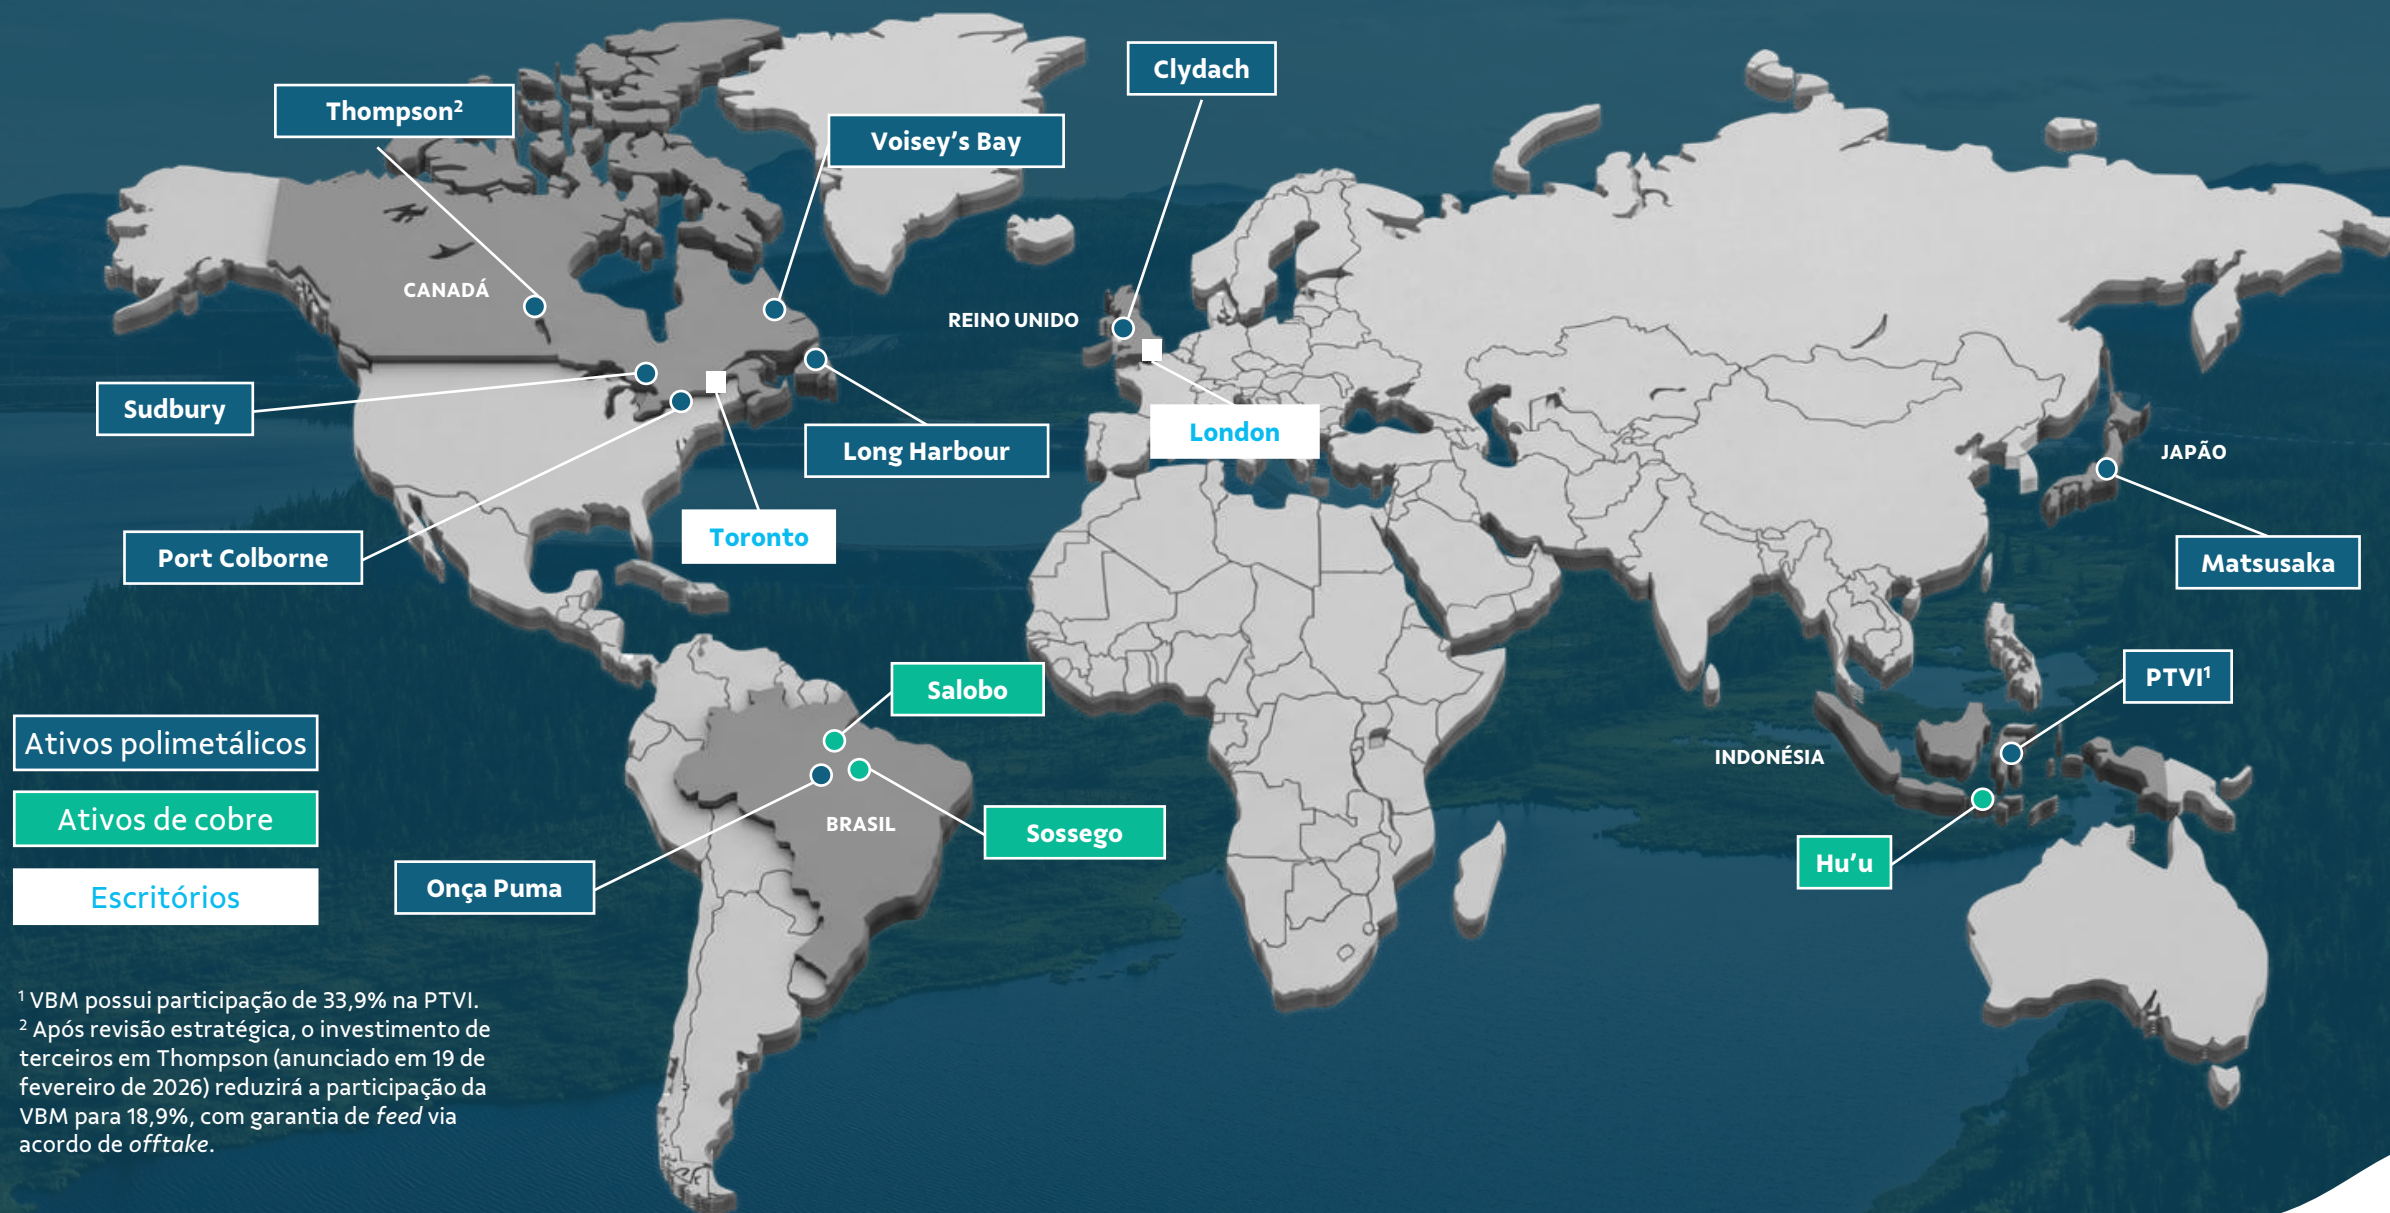 Clydach
Thompson²
Voisey’s Bay
CANADÁ
REINO UNIDO
Sudbury
Long Harbour
London
JAPÃO
Toronto
Port Colborne
Matsusaka
Salobo
PTVI¹
Ativos polimetálicos
INDONÉSIA
Ativos de cobre
BRASIL
Sossego
Hu’u
Onça Puma
Escritórios
¹ VBM possui participação de 33,9% na PTVI.
² Após revisão estratégica, o investimento de
terceiros em Thompson (anunciado em 19 de
fevereiro de 2026) reduzirá a participação da
VBM para 18,9%, com garantia de feed via
acordo de offtake.